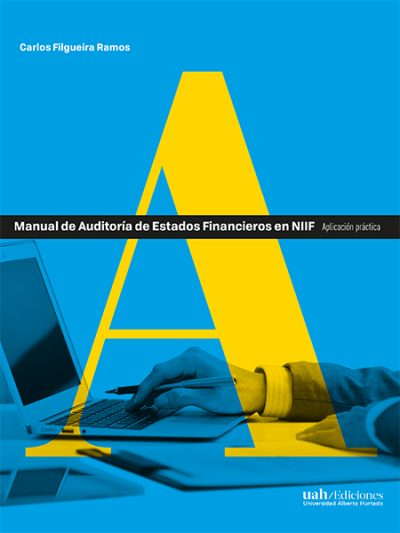 Carlos Filgueira Ramos
A
Manual de Auditoría de Estados Financieros en NIIF Aplicación práctica
uah/Ediciones
Universidad Alberto Hurtado